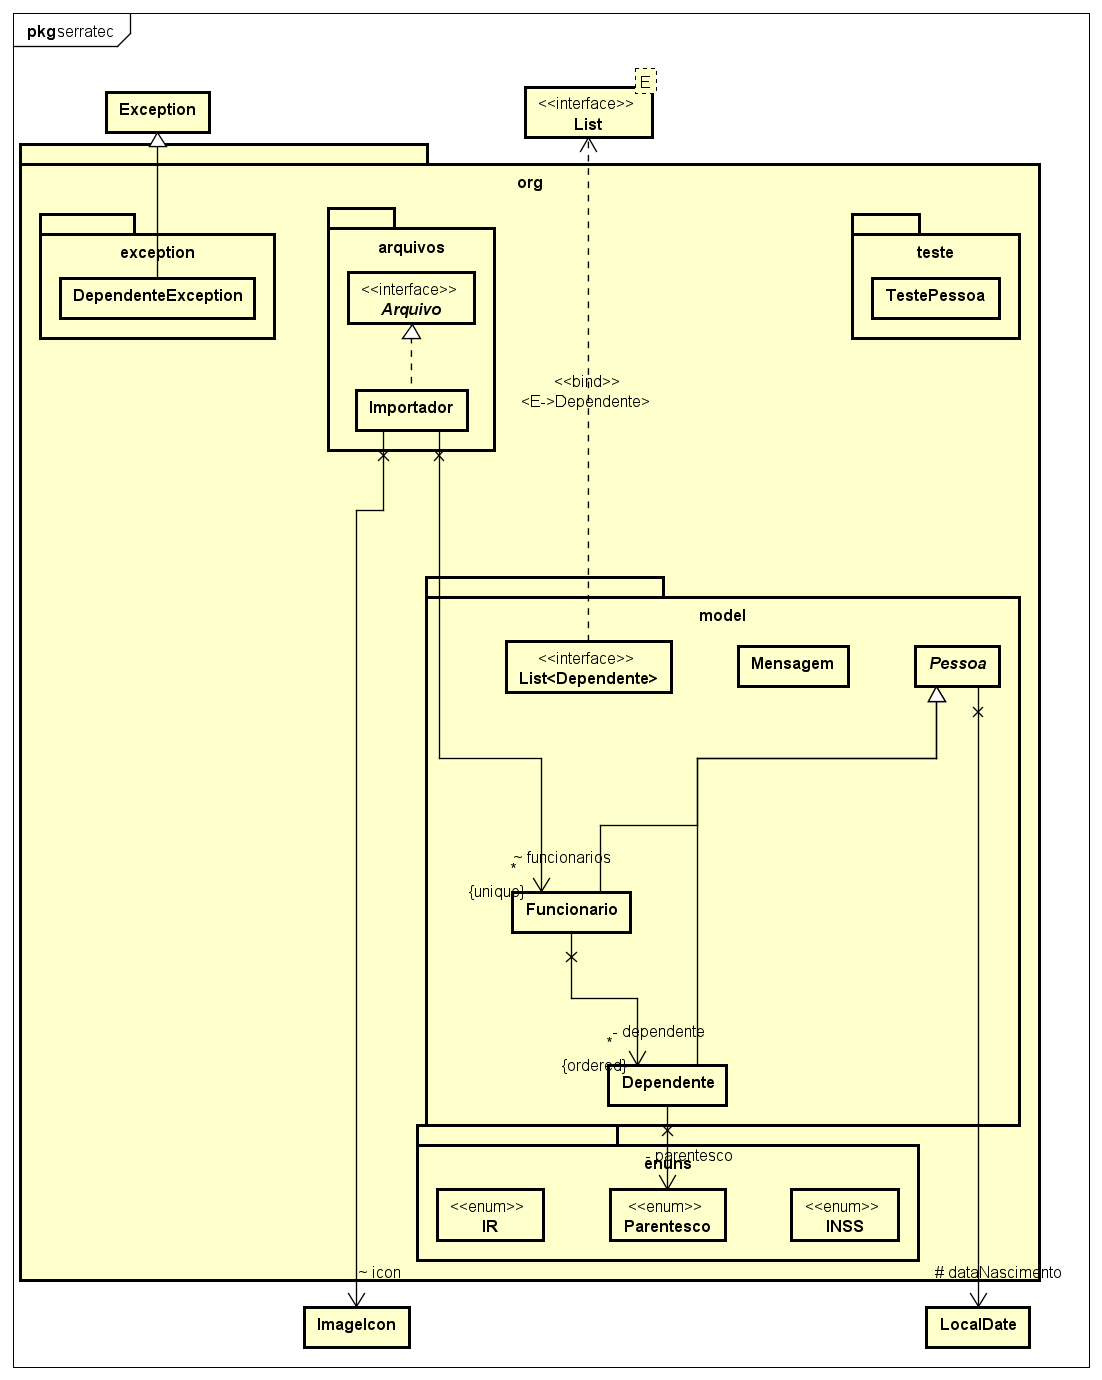 pkg serratec
E
Exception
<<interface>>
List
org
exception
DependenteException
arquivos
<<interface>>
Arquivo
Importador
teste
TestePessoa
<<bind>>
<E->Dependente>
model
<<interface>>
List<Dependente>
Mensagem
Pessoa
~ funcionarios
*
{unique}
Funcionario
- dependente
*
{ordered}
Dependente
- parentesco
enuns
<<enum>>
IR
<<enum>>
Parentesco
<<enum>>
INSS
~ icon
# dataNascimento
ImageIcon
LocalDate